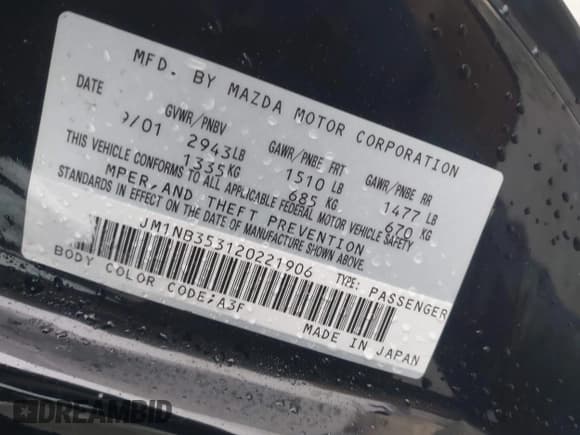 MFD. BY MAZDA MOTOR CORPORATION
DATE GVWR/PNBV GAWR/PNBE FRT GAWR/PNBE RR
/01 2943LB 1510 LB 1477 LB
1335KG 685 KG 670 KG
THIS VEHICLE CONFORMS TO ALL APPLICABLE FEDERAL MOTOR VEHICLE SAFETY
MPER,AND THEFT PREVENTION
STANDARDS IN EFFECT ON THE DATE OF MANUFACTURE SHOWN ABOVE.
JM1NB353120221906 TYPE: PASSENGER
BODY COLOR CODE;A3F MADE IN JAPAN
DREAMBID